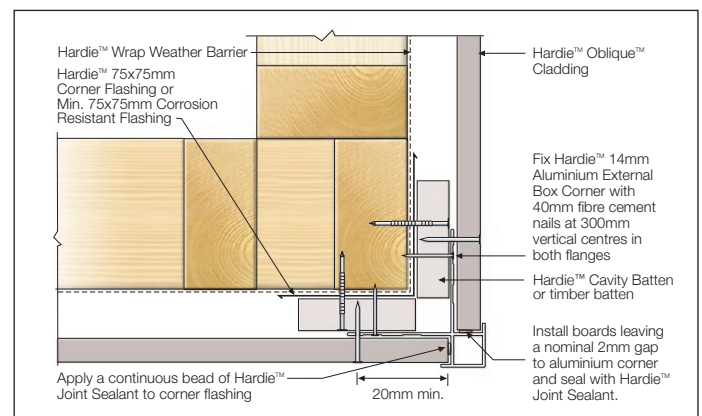 Hardie™ Wrap Weather Barrier
Hardie™ 75x75mm
Corner Flashing or
Min. 75x75mm Corrosion
Resistant Flashing
Hardie™ Oblique™
Cladding
Fix Hardie™ 14mm
Aluminium External
Box Corner with
40mm fibre cement
nails at 300mm
vertical centres in
both flanges
Hardie™ Cavity Batten
or timber batten
Install boards leaving
a nominal 2mm gap
to aluminium corner
and seal with Hardie™
Joint Sealant.
Apply a continuous bead of Hardie™
Joint Sealant to corner flashing
20mm min.